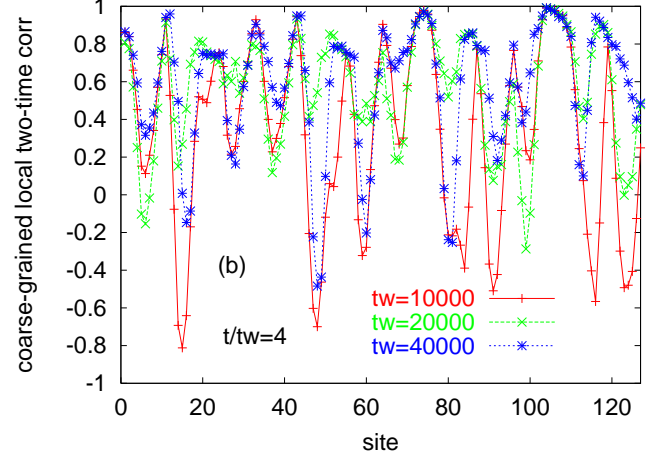 1
0.8
0.6
0.4
0.2
0
-0.2
-0.4
-0.6
-0.8
-1
coarse-grained local two-time corr
(b)
t/tw=4
tw=10000
tw=20000
tw=40000
0 20 40 60 80 100 120
site